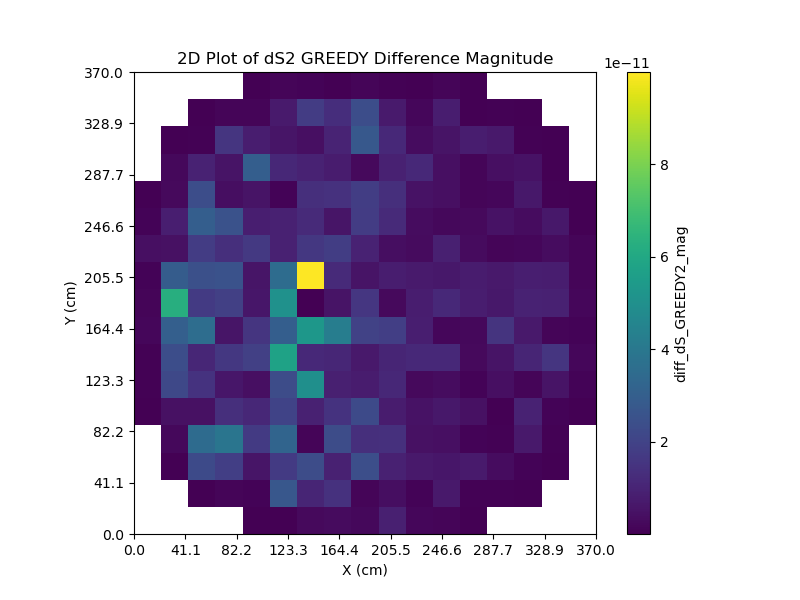 2D Plot of dS2 GREEDY Difference Magnitude
1e−11
370.0
328.9
287.7
246.6
205.5
164.4
123.3
82.2
41.1
0.0
Y (cm)
0.0 41.1 82.2 123.3 164.4 205.5 246.6 287.7 328.9 370.0
X (cm)
8
6
4
2
diff_dS_GREEDY2_mag